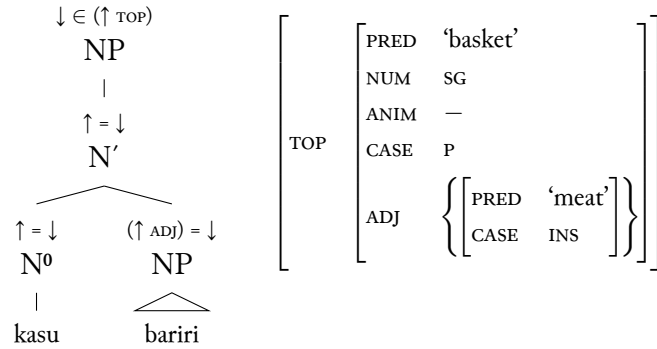 ↓ ∈ (↑ TOP)
NP
↑ = ↓
N′
↑ = ↓ (↑ ADJ) = ↓
N⁰ NP
kasu bariri
TOP
PRED ‘basket’
NUM SG
ANIM —
CASE P
ADJ
PRED ‘meat’
CASE INS